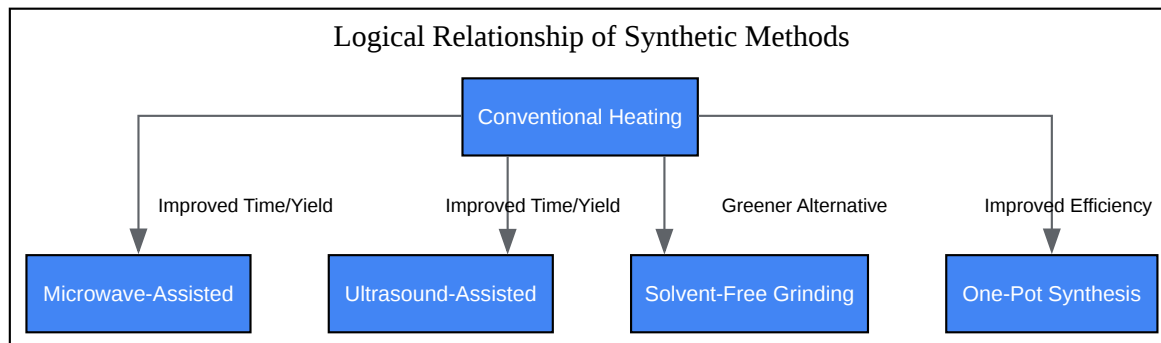 Logical Relationship of Synthetic Methods
Conventional Heating
Improved Time/Yield
Improved Time/Yield
Greener Alternative
Improved Efficiency
Microwave-Assisted
Ultrasound-Assisted
Solvent-Free Grinding
One-Pot Synthesis